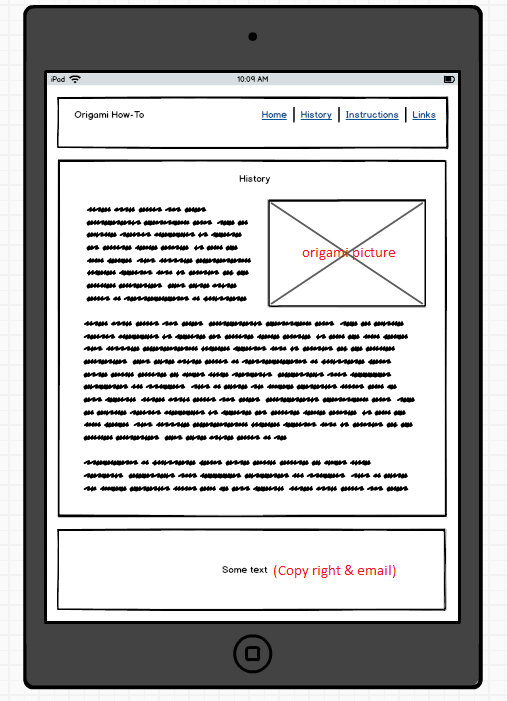 iPod 10:09 AM
Origami How-To Home History Instructions Links
History
origami picture
Some text (Copy right & email)